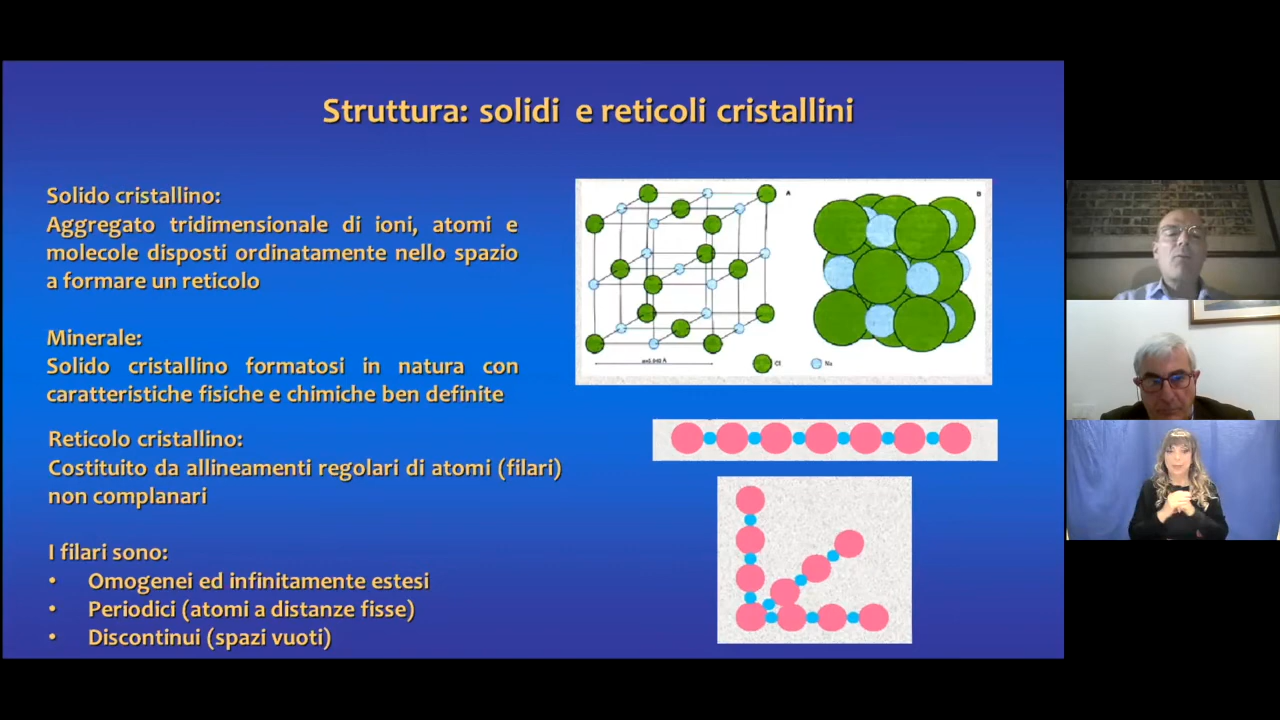 Struttura: solidi e reticoli cristallini
Solido cristallino:
Aggregato tridimensionale di ioni, atomi e
molecole disposti ordinatamente nello spazio
a formare un reticolo
Minerale:
Solido cristallino formatosi in natura con
caratteristiche fisiche e chimiche ben definite
Reticolo cristallino:
Costituito da allineamenti regolari di atomi (filari)
non complanari
I filari sono:
• Omogenei ed infinitamente estesi
• Periodici (atomi a distanze fisse)
• Discontinui (spazi vuoti)
A
B
Cl
Na